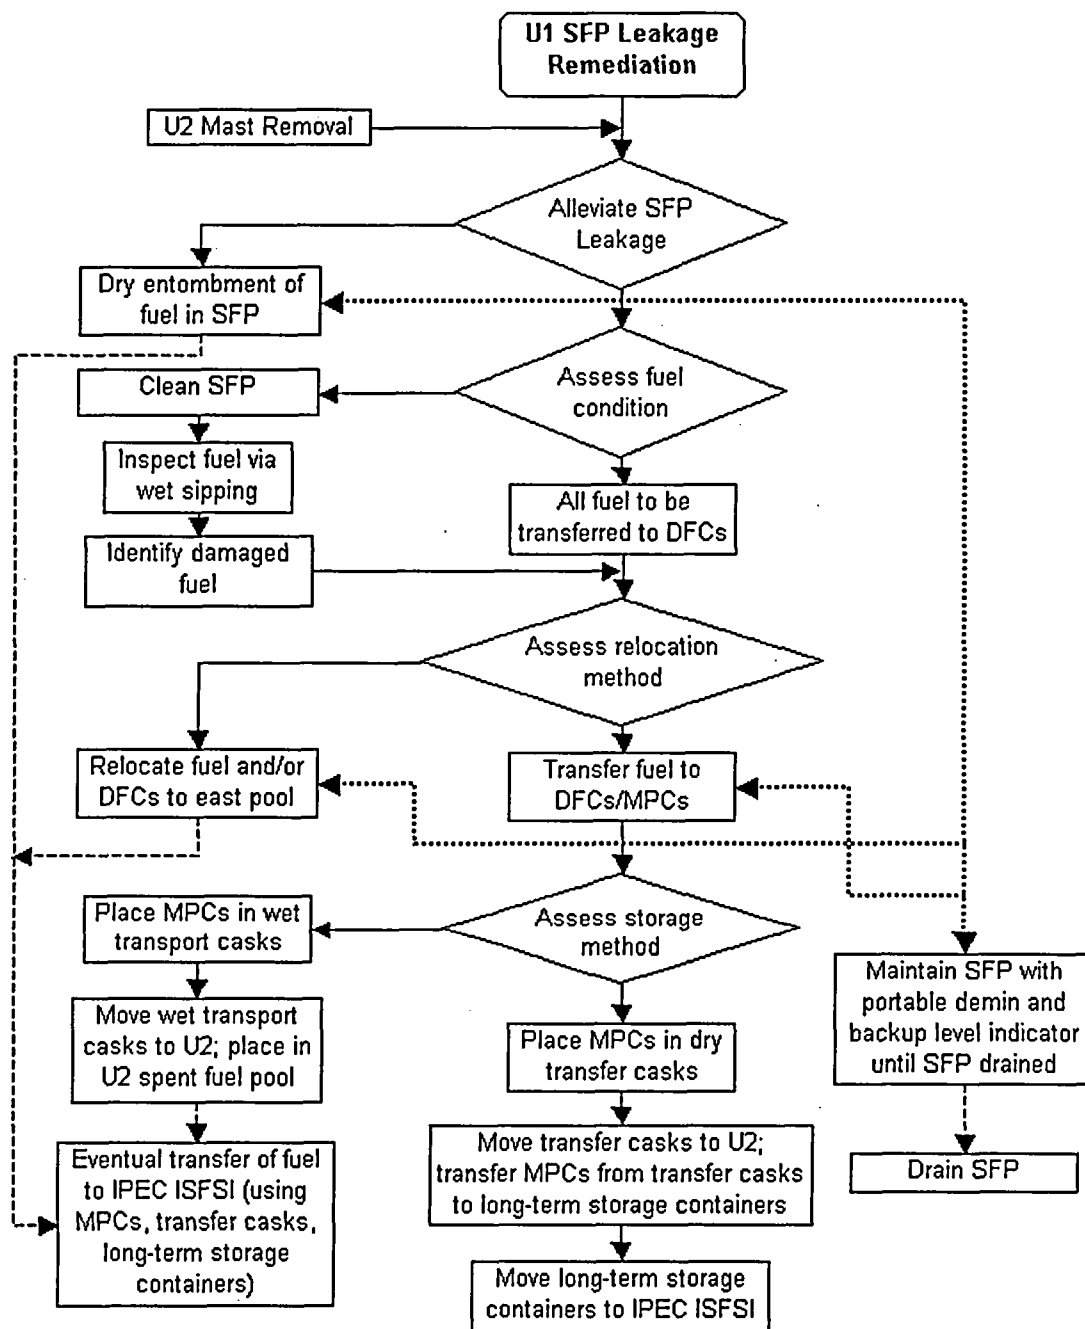 U1 SFP Leakage
Remediation
U2 Mast Removal
Alleviate SFP
Leakage
Dry entombment of
fuel in SFP
Assess fuel
condition
Clean SFP
Inspect fuel via
wet sipping
All fuel to be
transferred to DFCs
Identify damaged
fuel
Assess relocation
method
Relocate fuel and/or
DFCs to east pool
Transfer fuel to
DFCs/MPCs
Assess storage
method
Place MPCs in wet
transport casks
Move wet transport
casks to U2; place in
U2 spent fuel pool
Eventual transfer of fuel
to IPEC ISFSI (using
MPCs, transfer casks,
long-term storage
containers)
Place MPCs in dry
transfer casks
Move transfer casks to U2;
transfer MPCs from transfer casks
to long-term storage containers
Move long-term storage
containers to IPEC ISFSI
Maintain SFP with
portable demin and
backup level indicator
until SFP drained
Drain SFP